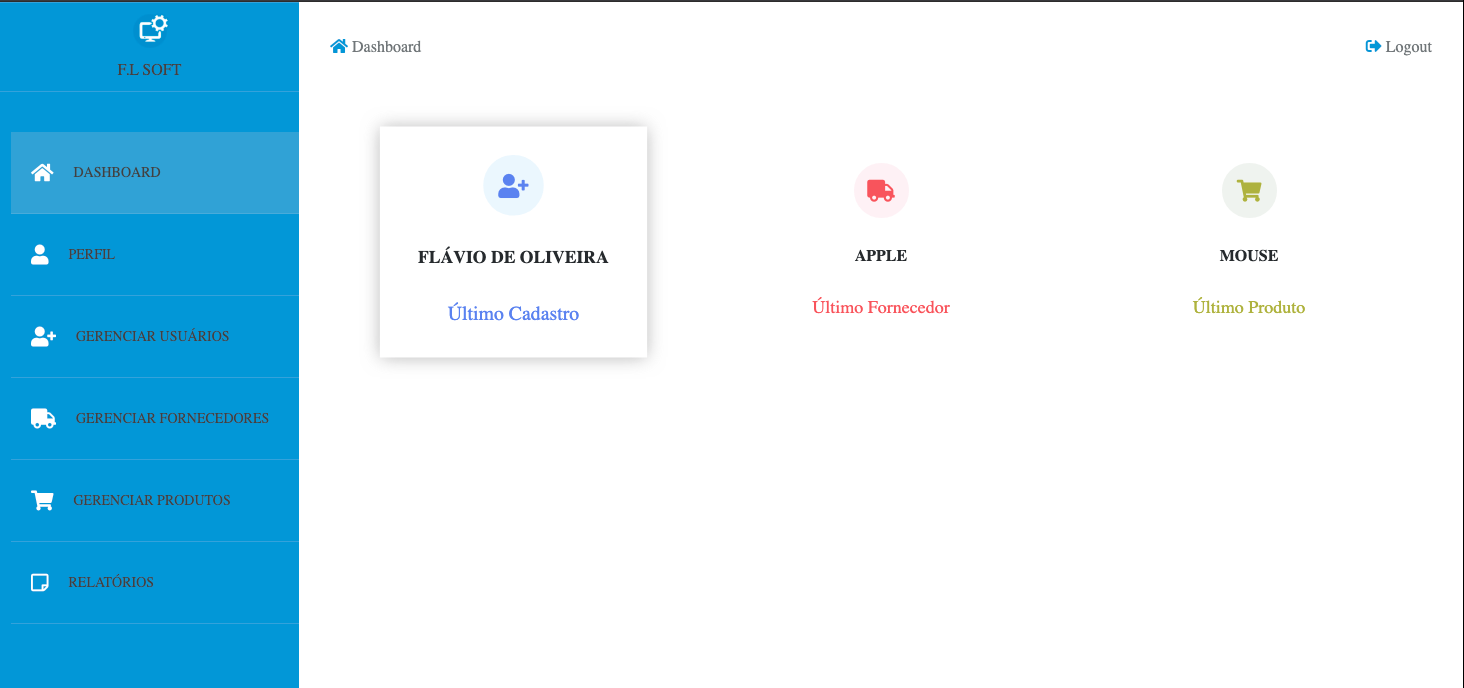 F.L SOFT
DASHBOARD
PERFIL
GERENCIAR USUÁRIOS
GERENCIAR FORNECEDORES
GERENCIAR PRODUTOS
RELATÓRIOS
Dashboard
Logout
FLÁVIO DE OLIVEIRA
Último Cadastro
APPLE
Último Fornecedor
MOUSE
Último Produto